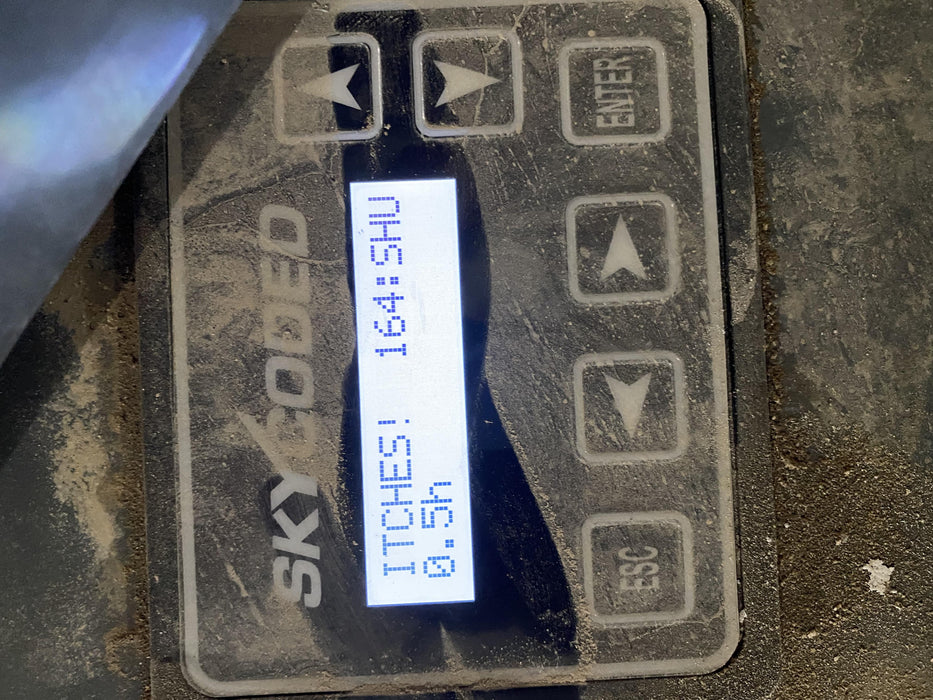 SKYCODED
ITCHES! 164:SHU
0.5h
ENTER
ESC